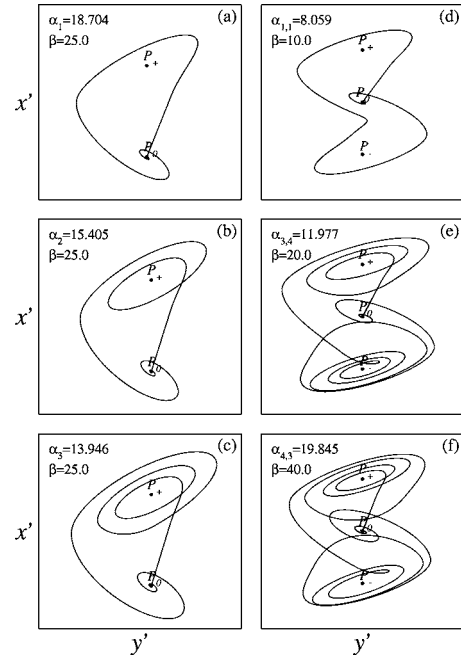 α₁=18.704
β=25.0
(a)
P₊
P₀
x'
α₁,₁=8.059
β=10.0
(d)
P₊
P₀
P₋
α₂=15.405
β=25.0
(b)
P₊
P₀
x'
α₃,₄=11.977
β=20.0
(e)
P₊
P₀
P₋
α₃=13.946
β=25.0
(c)
P₊
P₀
x'
y'
α₄,₃=19.845
β=40.0
(f)
P₊
P₀
P₋
y'